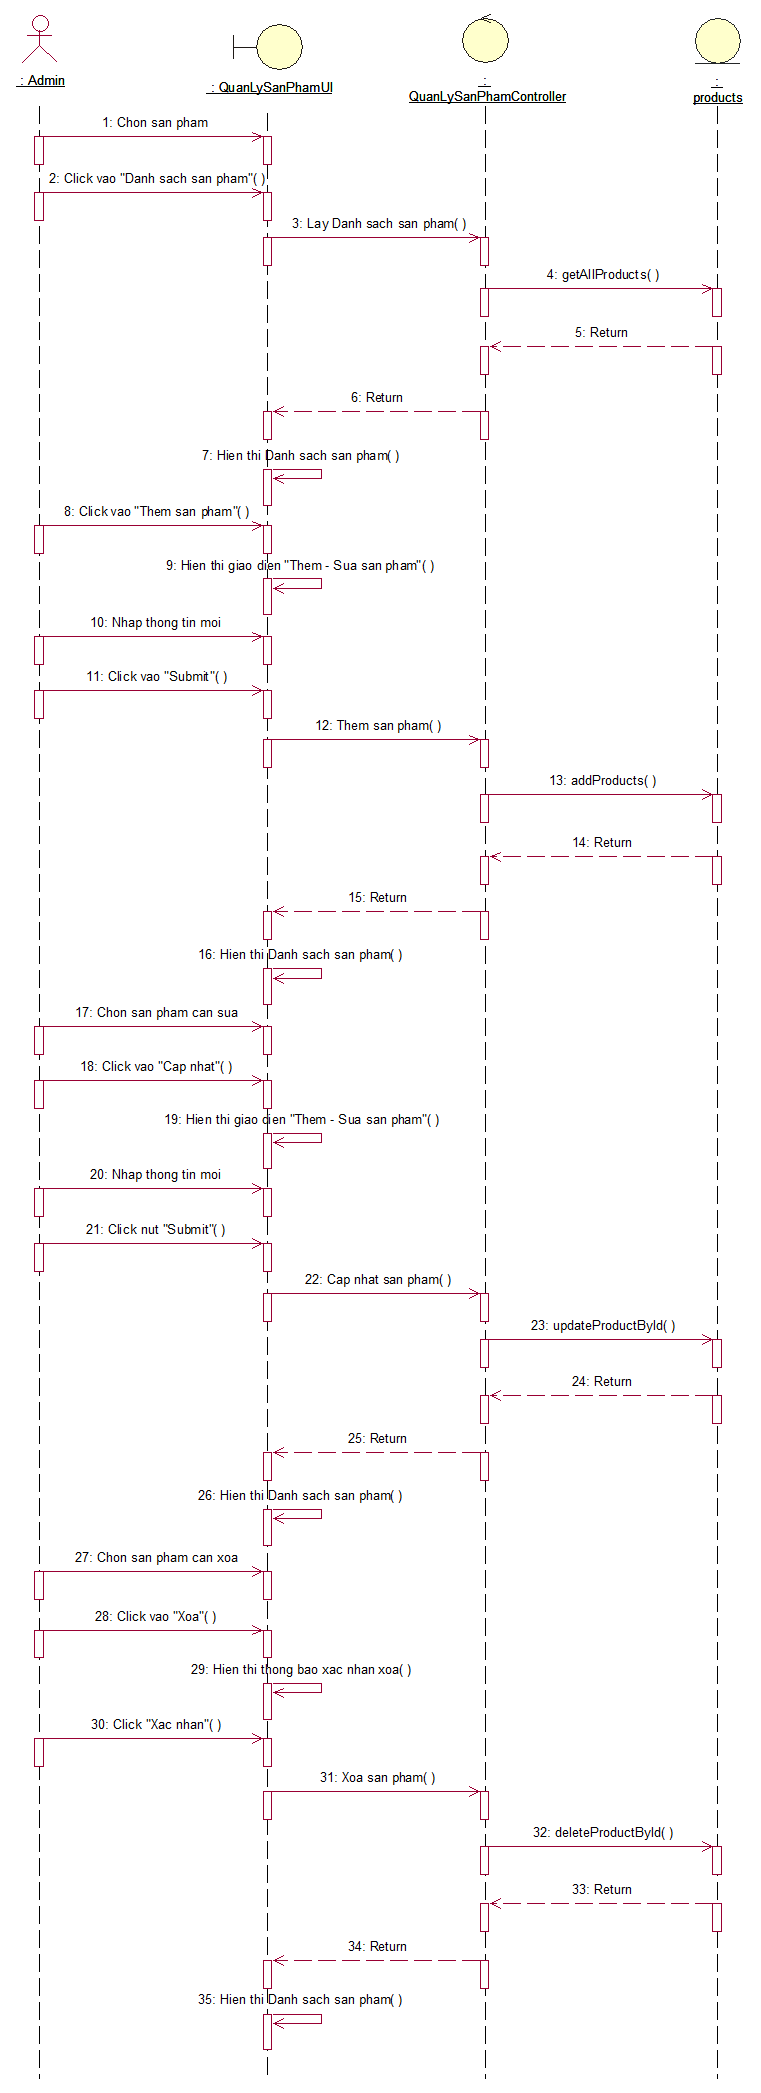 : Admin
: QuanLySanPhamUI
:
QuanLySanPhamController
:
products
1: Chon san pham
2: Click vao "Danh sach san pham"( )
3: Lay Danh sach san pham( )
4: getAllProducts( )
5: Return
6: Return
7: Hien thi Danh sach san pham( )
8: Click vao "Them san pham"( )
9: Hien thi giao dien "Them - Sua san pham"( )
10: Nhap thong tin moi
11: Click vao "Submit"( )
12: Them san pham( )
13: addProducts( )
14: Return
15: Return
16: Hien thi Danh sach san pham( )
17: Chon san pham can sua
18: Click vao "Cap nhat"( )
19: Hien thi giao dien "Them - Sua san pham"( )
20: Nhap thong tin moi
21: Click nut "Submit"( )
22: Cap nhat san pham( )
23: updateProductById( )
24: Return
25: Return
26: Hien thi Danh sach san pham( )
27: Chon san pham can xoa
28: Click vao "Xoa"( )
29: Hien thi thong bao xac nhan xoa( )
30: Click "Xac nhan"( )
31: Xoa san pham( )
32: deleteProductById( )
33: Return
34: Return
35: Hien thi Danh sach san pham( )